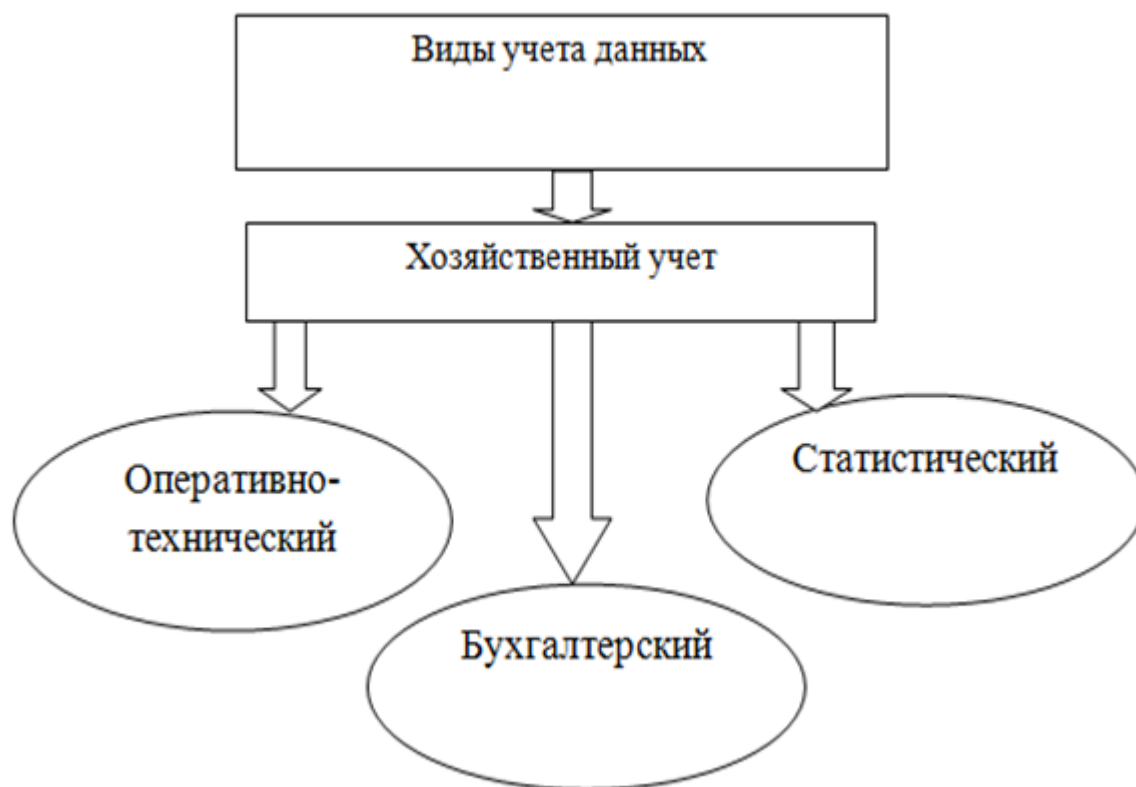 Виды учета данных
Хозяйственный учет
Оперативно-
технический
Статистический
Бухгалтерский